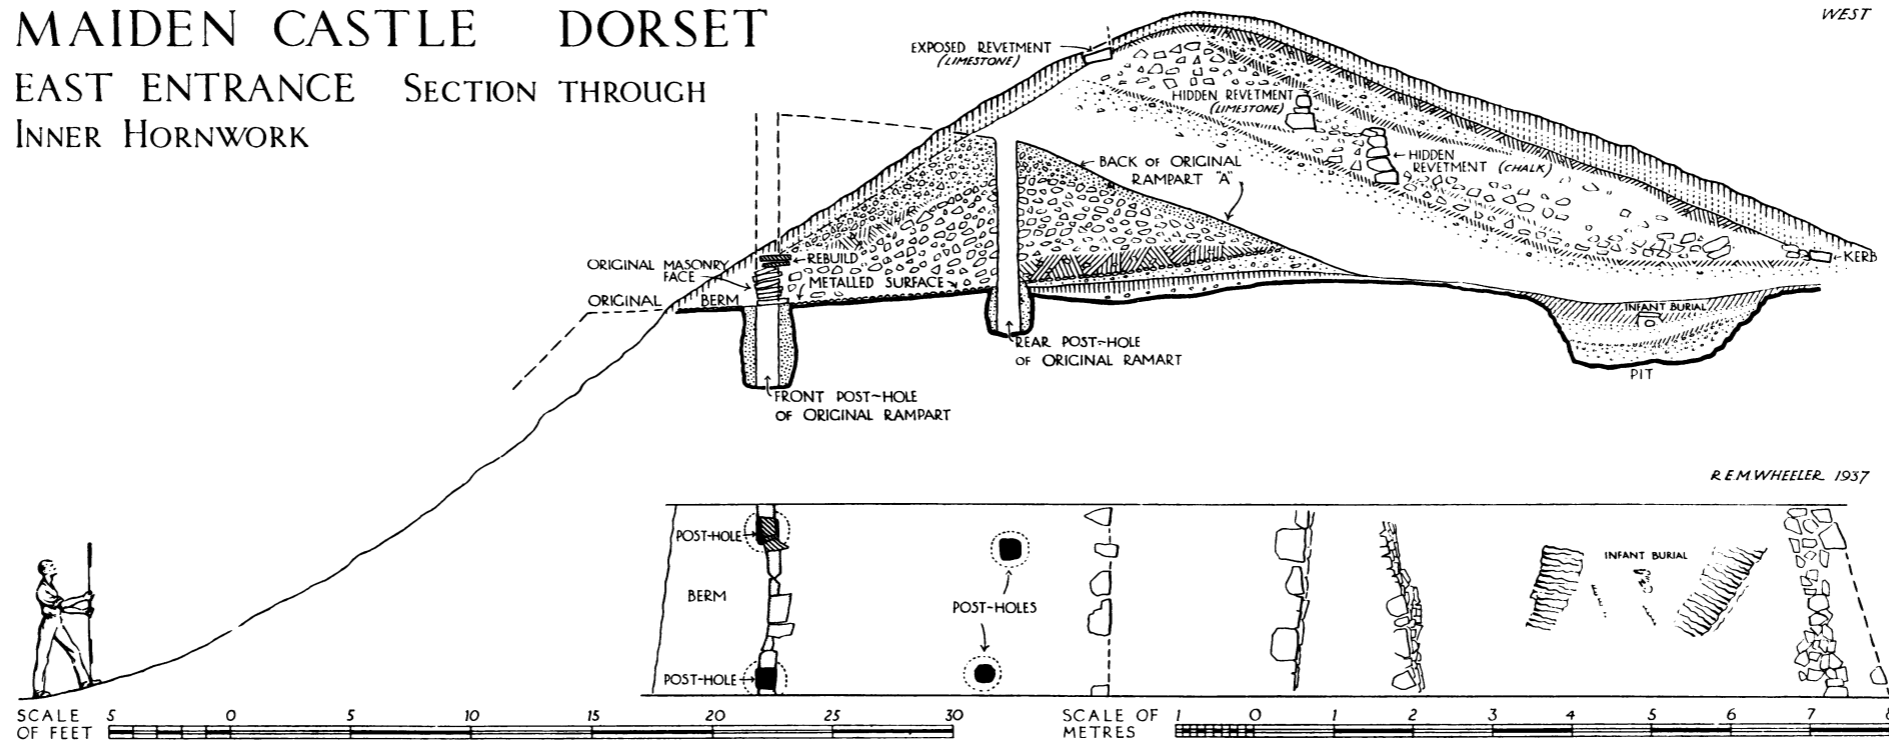 MAIDEN CASTLE DORSET
EAST ENTRANCE SECTION THROUGH
INNER HORNWORK
WEST
EXPOSED REVETMENT
(LIMESTONE)
HIDDEN REVETMENT
(LIMESTONE)
HIDDEN
REVETMENT (CHALK)
BACK OF ORIGINAL
RAMPART "A"
ORIGINAL MASONRY
FACE
REBUILD
METALLED SURFACE
ORIGINAL BERM
KERB
INFANT BURIAL
PIT
REAR POST-HOLE
OF ORIGINAL RAMART
FRONT POST-HOLE
OF ORIGINAL RAMPART
R.E.M. WHEELER 1937
POST-HOLE
BERM
POST-HOLE
POST-HOLES
INFANT BURIAL
SCALE
OF FEET
5 0 5 10 15 20 25 30
SCALE OF
METRES
1 0 1 2 3 4 5 6 7 8